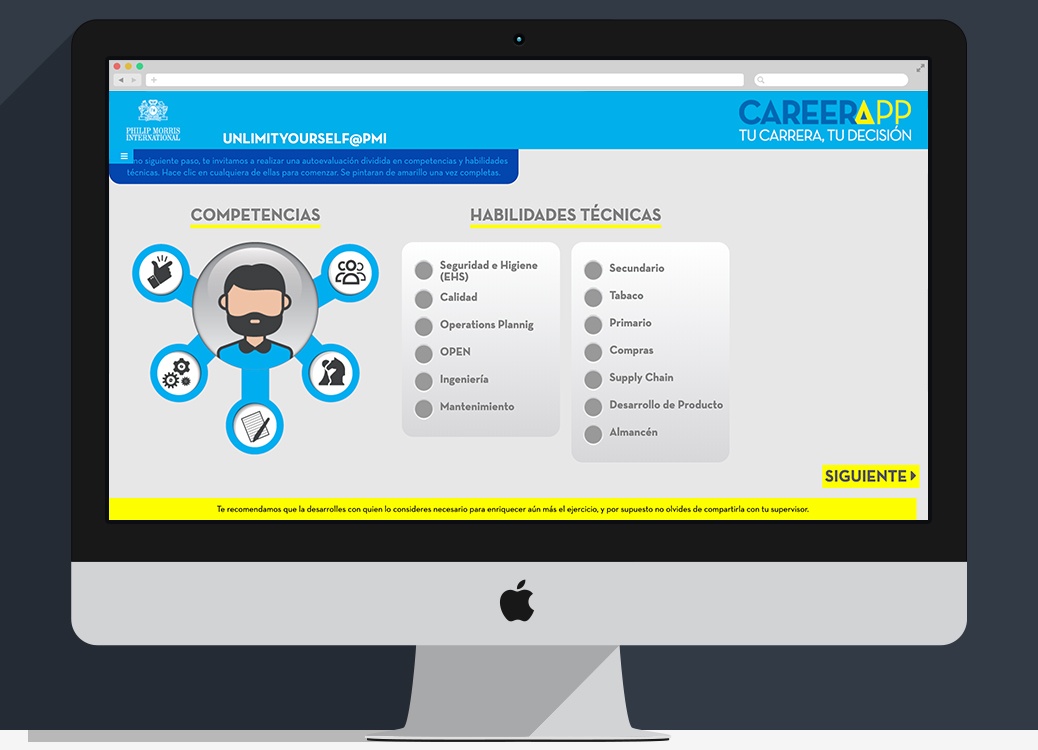 PHILIP MORRIS
INTERNATIONAL
UNLIMITYOURSELF@PMI
CAREERAPP
TU CARRERA, TU DECISIÓN
no siguiente paso, te invitamos a realizar una autoevaluación dividida en competencias y habilidades
técnicas. Hace clic en cualquiera de ellas para comenzar. Se pintaran de amarillo una vez completas.
COMPETENCIAS
HABILIDADES TÉCNICAS
Seguridad e Higiene
(EHS)
Calidad
Operations Plannig
OPEN
Ingeniería
Mantenimiento
Secundario
Tabaco
Primario
Compras
Supply Chain
Desarrollo de Producto
Almancén
SIGUIENTE
Te recomendamos que la desarrolles con quien lo consideres necesario para enriquecer aún más el ejercicio, y por supuesto no olvides de compartirla con tu supervisor.